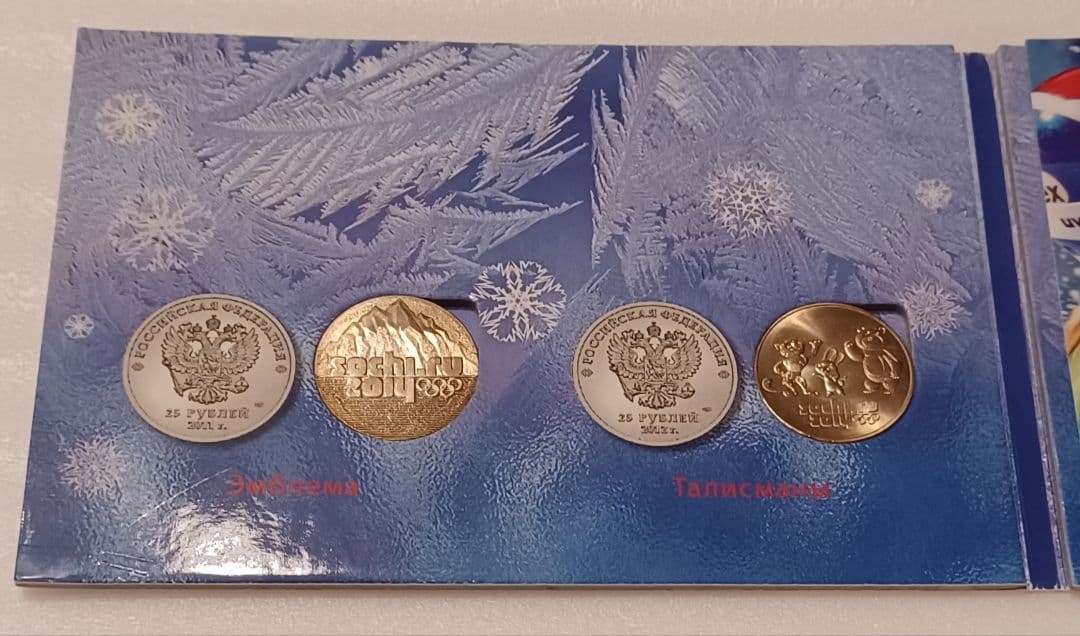 РОССИЙСКАЯ ФЕДЕРАЦИЯ
25 РУБЛЕЙ
2011 г.
sochi.ru
2014
Эмблема
РОССИЙСКАЯ ФЕДЕРАЦИЯ
25 РУБЛЕЙ
2012 г.
sochi.ru
2014
Талисманы